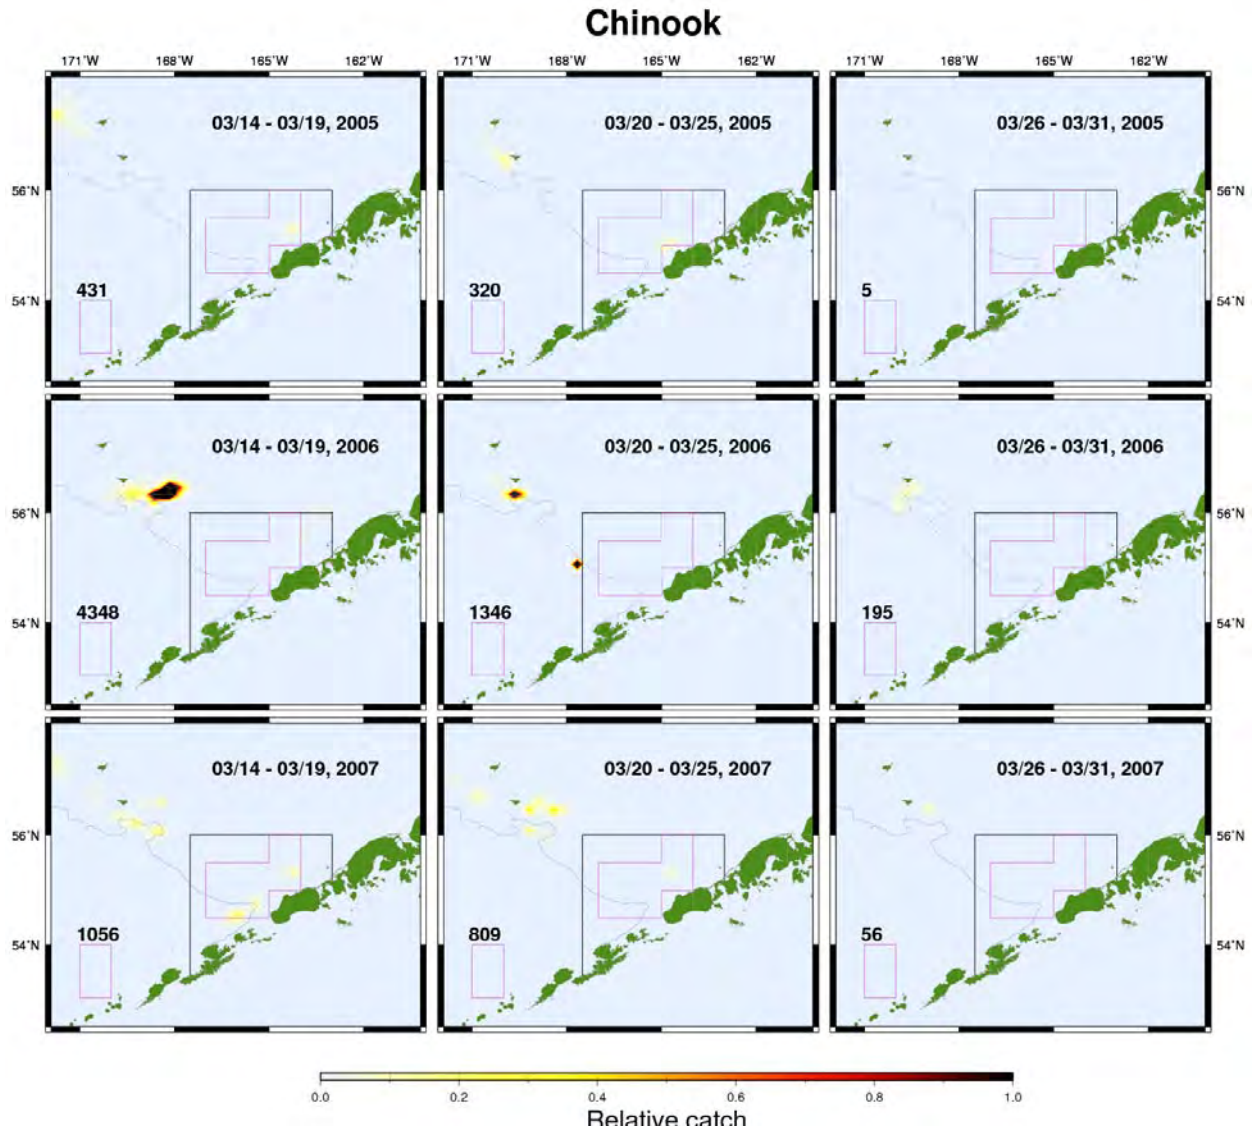 Chinook
171°W 168°W 165°W 162°W 171°W 168°W 165°W 162°W 171°W 168°W 165°W 162°W
03/14 - 03/19, 2005 03/20 - 03/25, 2005 03/26 - 03/31, 2005
56°N 56°N
431 320 5
54°N 54°N
03/14 - 03/19, 2006 03/20 - 03/25, 2006 03/26 - 03/31, 2006
56°N 56°N
4348 1346 195
54°N 54°N
03/14 - 03/19, 2007 03/20 - 03/25, 2007 03/26 - 03/31, 2007
56°N 56°N
1056 809 56
54°N 54°N
0.0 0.2 0.4 0.6 0.8 1.0
Relative catch